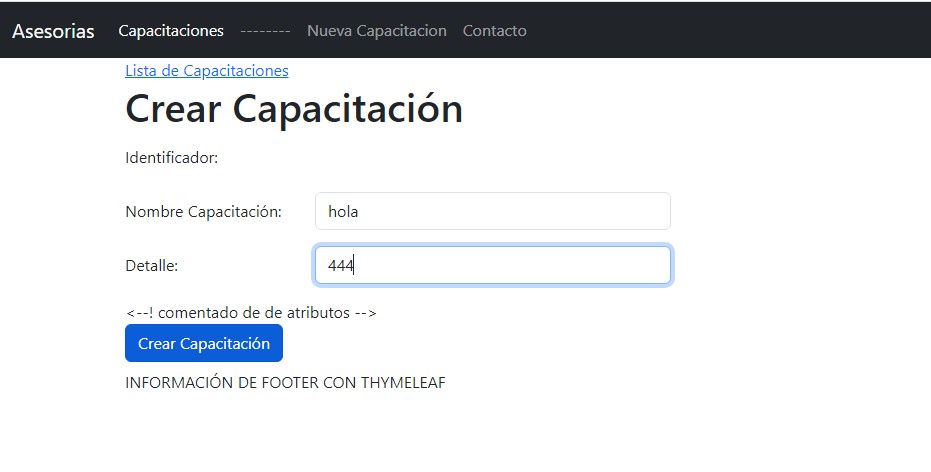 Asesorias Capacitaciones -------- Nueva Capacitacion Contacto
Lista de Capacitaciones
Crear Capacitación
Identificador:
Nombre Capacitación: hola
Detalle: 444
<--! comentado de de atributos -->
Crear Capacitación
INFORMACIÓN DE FOOTER CON THYMELEAF